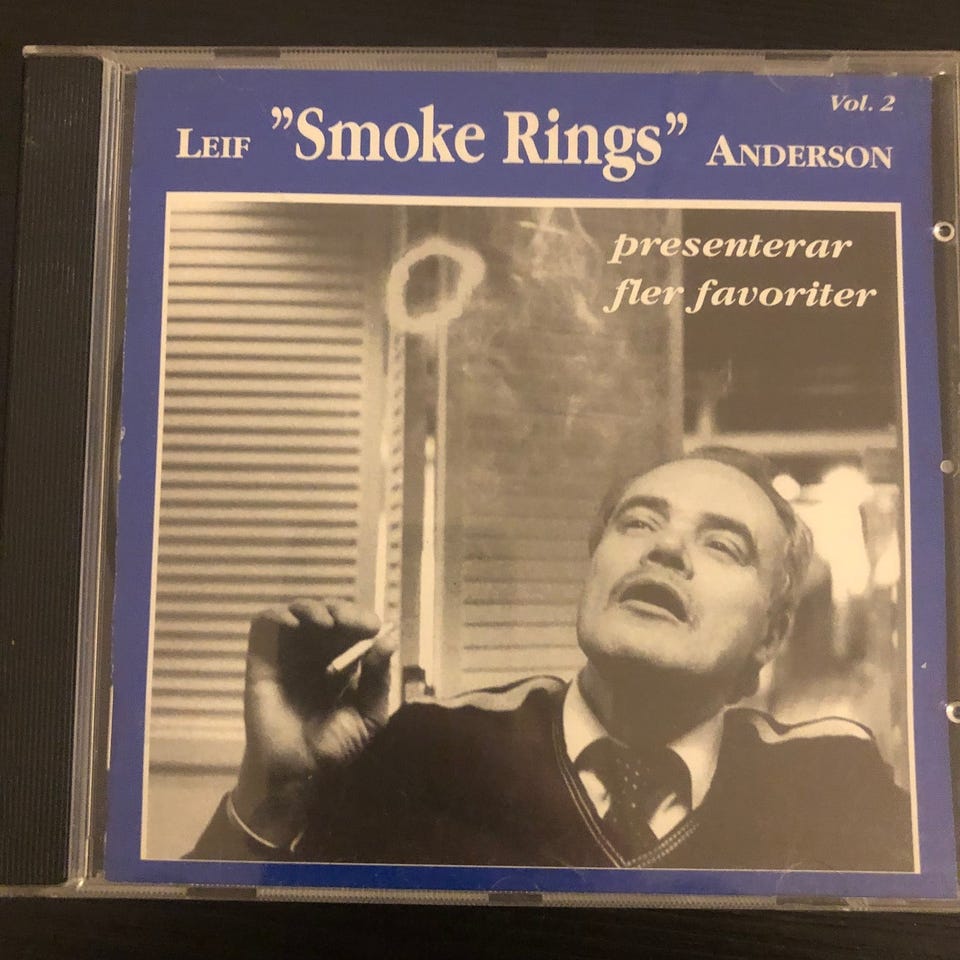 Vol. 2
LEIF ”Smoke Rings” ANDERSON
presenterar
fler favoriter